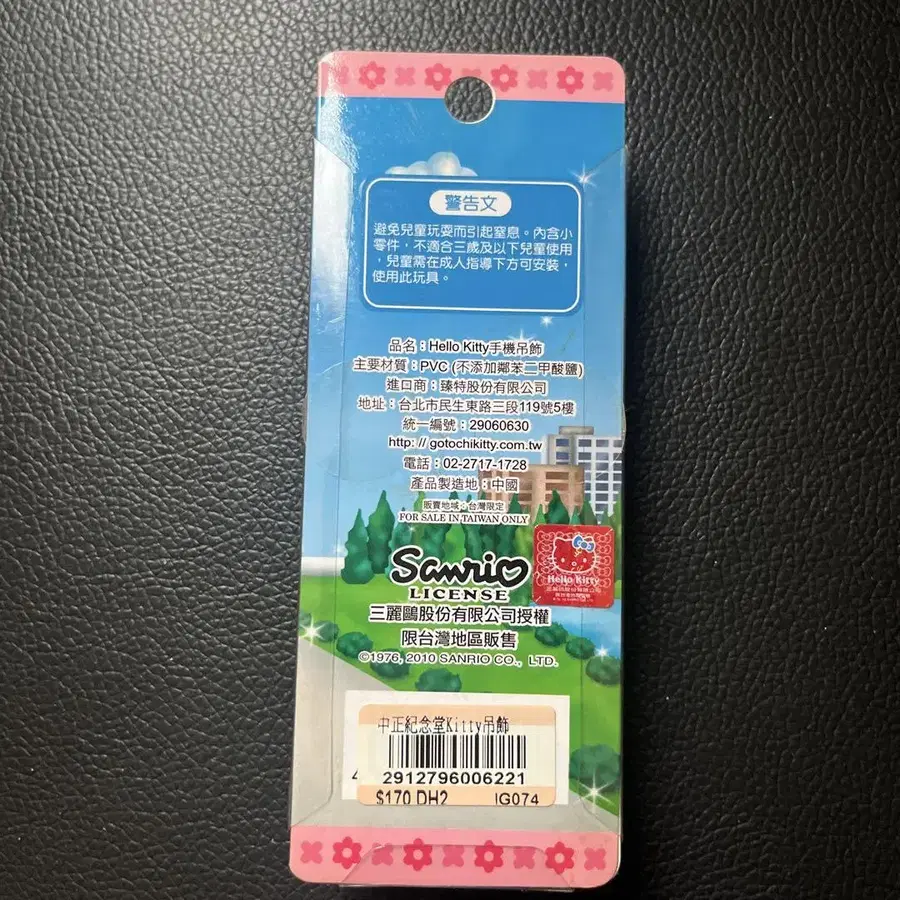 警告文
避免兒童玩耍而引起窒息。內含小
零件，不適合三歲及以下兒童使用
，兒童需在成人指導下方可安裝，
使用此玩具。
品名：Hello Kitty手機吊飾
主要材質：PVC (不添加鄰苯二甲酸鹽)
進口商：臻特股份有限公司
地址：台北市民生東路三段119號5樓
統一編號：29060630
http: // gotochikitty.com.tw
電話：02-2717-1728
產品製造地：中國
販賣地域：台灣限定
FOR SALE IN TAIWAN ONLY
Sanrio
LICENSE
Hello Kitty
三麗鷗股份有限公司授權
限台灣地區販售
©1976, 2010 SANRIO CO., LTD.
中正紀念堂Kitty吊飾
4
2912796006221
$170 DH2 IG074